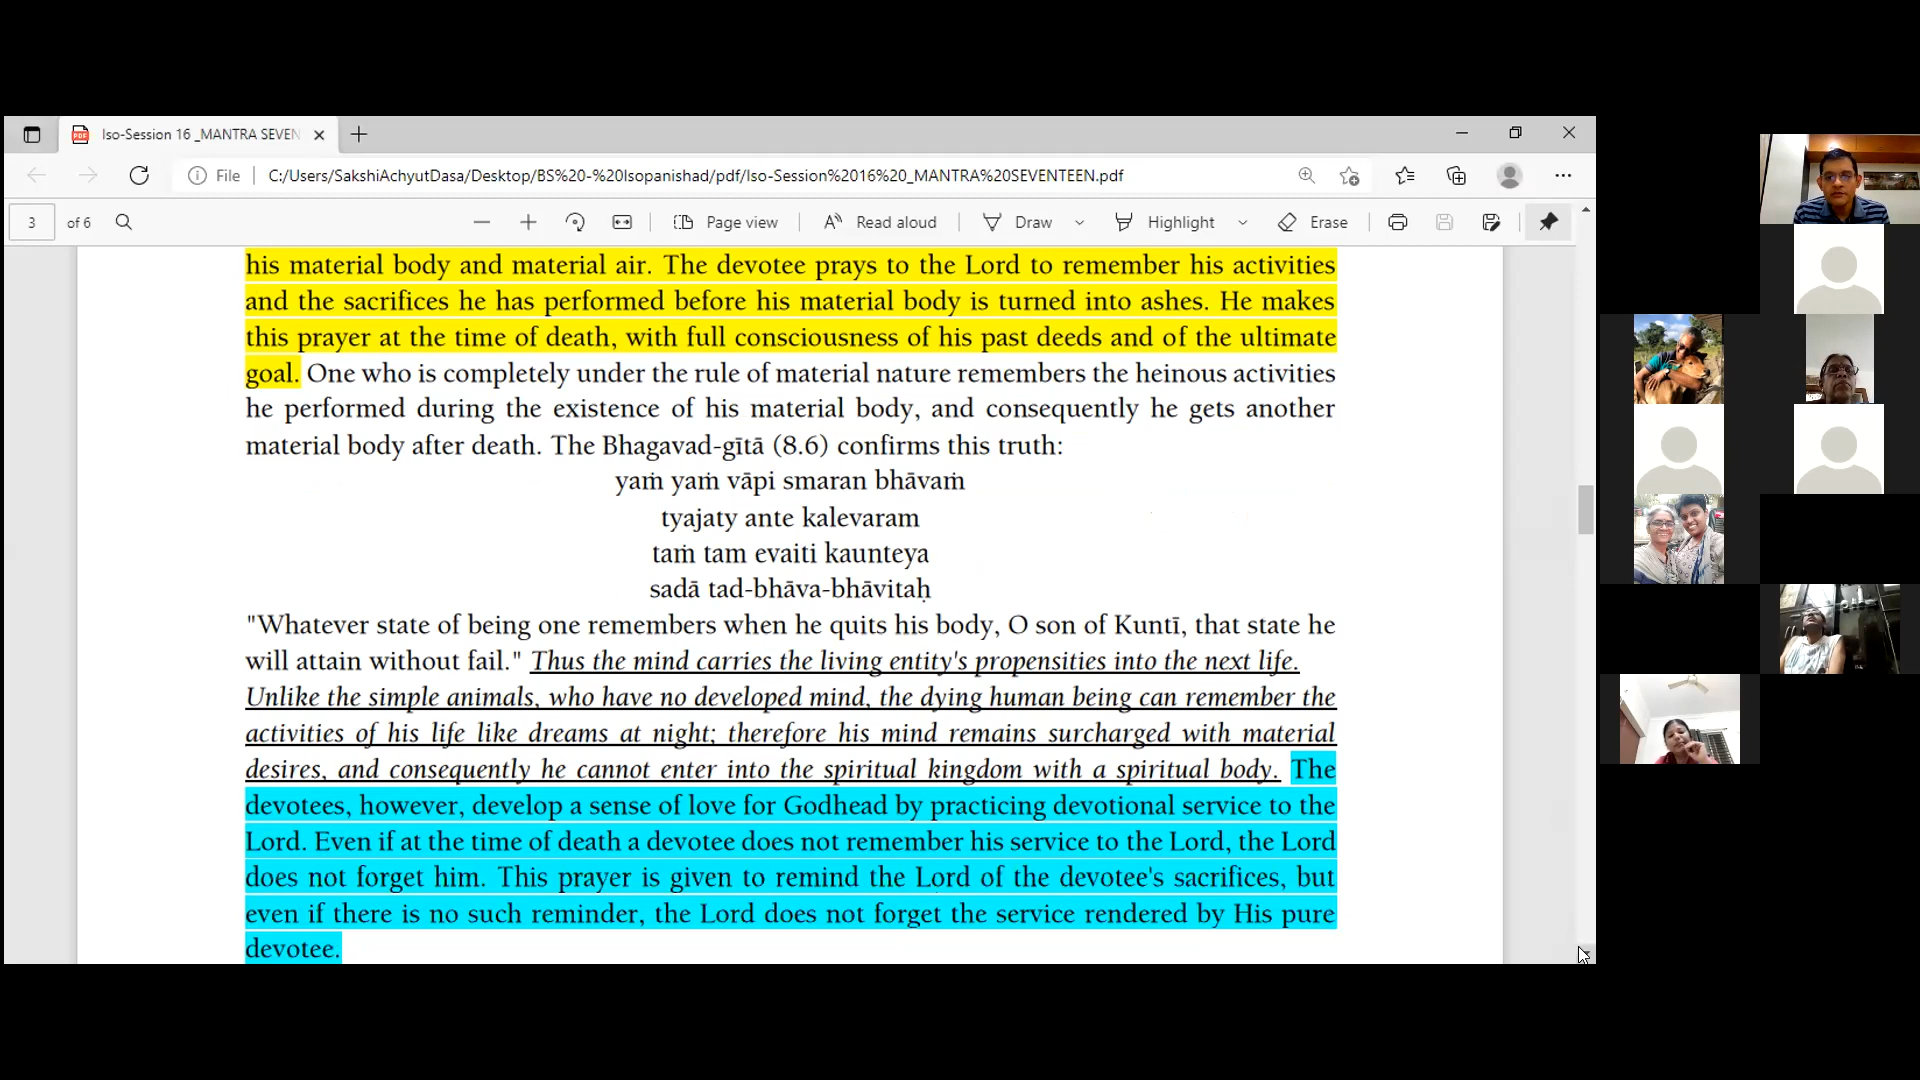 Iso-Session 16 _MANTRA SEVEN
File C:/Users/SakshiAchyutDasa/Desktop/BS%20-%20Isopanishad/pdf/Iso-Session%2016%20_MANTRA%20SEVENTEEN.pdf
3 of 6 Page view Read aloud Draw Highlight Erase
his material body and material air. The devotee prays to the Lord to remember his activities
and the sacrifices he has performed before his material body is turned into ashes. He makes
this prayer at the time of death, with full consciousness of his past deeds and of the ultimate
goal. One who is completely under the rule of material nature remembers the heinous activities
he performed during the existence of his material body, and consequently he gets another
material body after death. The Bhagavad-gītā (8.6) confirms this truth:
yaṁ yaṁ vāpi smaran bhāvaṁ
tyajaty ante kalevaram
taṁ tam evaiti kaunteya
sadā tad-bhāva-bhāvitaḥ
"Whatever state of being one remembers when he quits his body, O son of Kuntī, that state he
will attain without fail." Thus the mind carries the living entity's propensities into the next life.
Unlike the simple animals, who have no developed mind, the dying human being can remember the
activities of his life like dreams at night; therefore his mind remains surcharged with material
desires, and consequently he cannot enter into the spiritual kingdom with a spiritual body. The
devotees, however, develop a sense of love for Godhead by practicing devotional service to the
Lord. Even if at the time of death a devotee does not remember his service to the Lord, the Lord
does not forget him. This prayer is given to remind the Lord of the devotee's sacrifices, but
even if there is no such reminder, the Lord does not forget the service rendered by His pure
devotee.